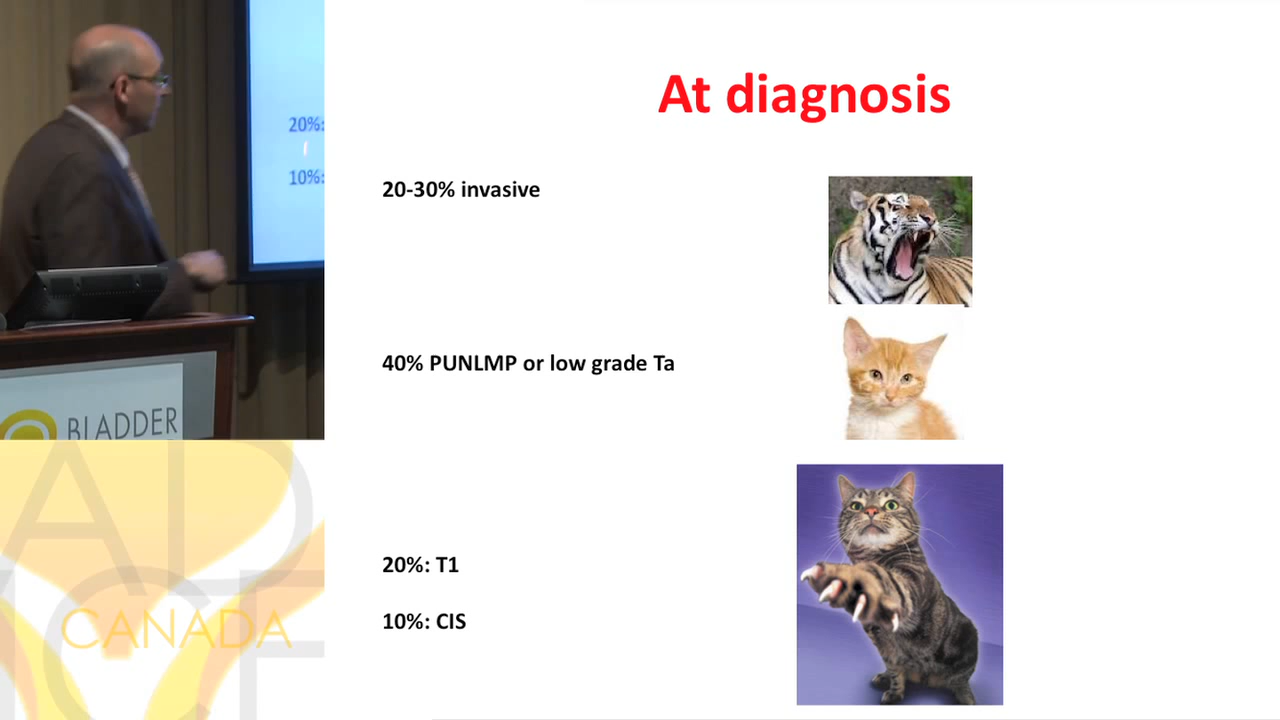 At diagnosis
20-30% invasive
40% PUNLMP or low grade Ta
20%: T1
10%: CIS
20%:
10%:
BLADDER
CANADA